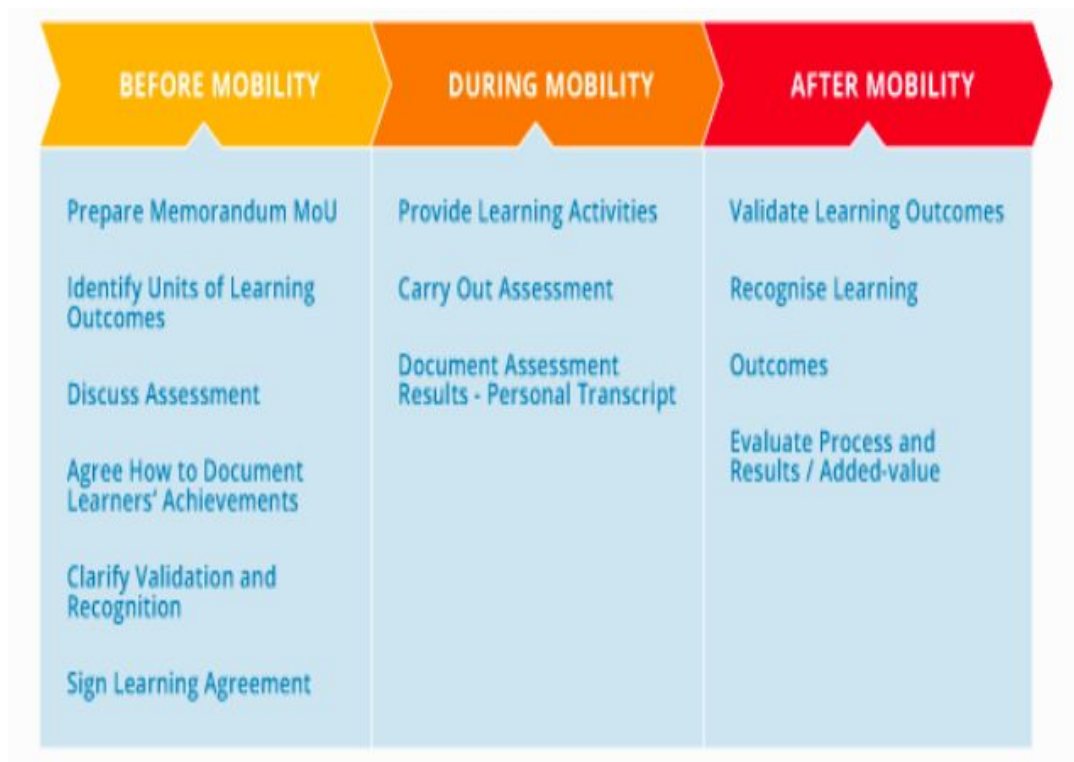 BEFORE MOBILITY
Prepare Memorandum MoU
Identify Units of Learning
Outcomes
Discuss Assessment
Agree How to Document
Learners' Achievements
Clarify Validation and
Recognition
Sign Learning Agreement
DURING MOBILITY
Provide Learning Activities
Carry Out Assessment
Document Assessment
Results - Personal Transcript
AFTER MOBILITY
Validate Learning Outcomes
Recognise Learning
Outcomes
Evaluate Process and
Results / Added-value